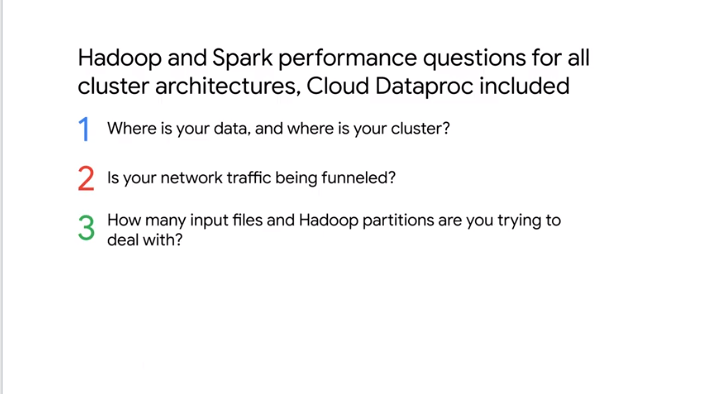 Hadoop and Spark performance questions for all
cluster architectures, Cloud Dataproc included
1 Where is your data, and where is your cluster?
2 Is your network traffic being funneled?
3 How many input files and Hadoop partitions are you trying to
deal with?